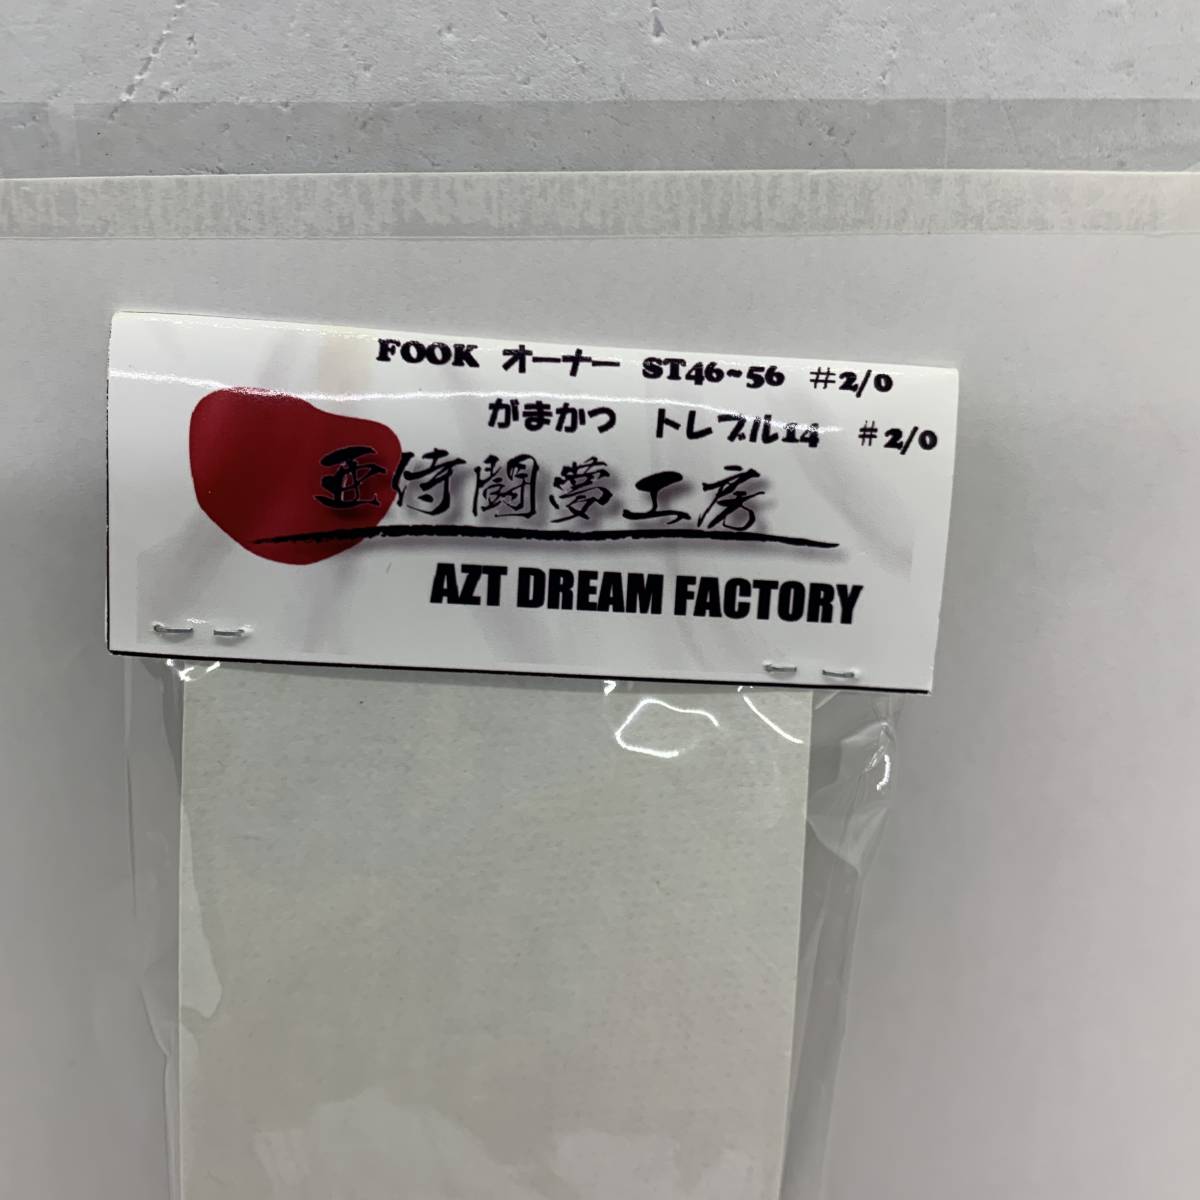 FOOK オーナー ST46~56 #2/0
がまかつ トレブル14 #2/0
亜侍闘夢工房
AZT DREAM FACTORY